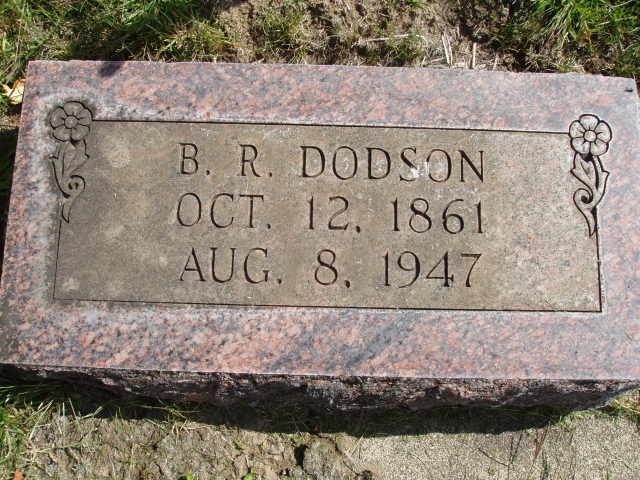 B. R. DODSON
OCT. 12, 1861
AUG. 8, 1947